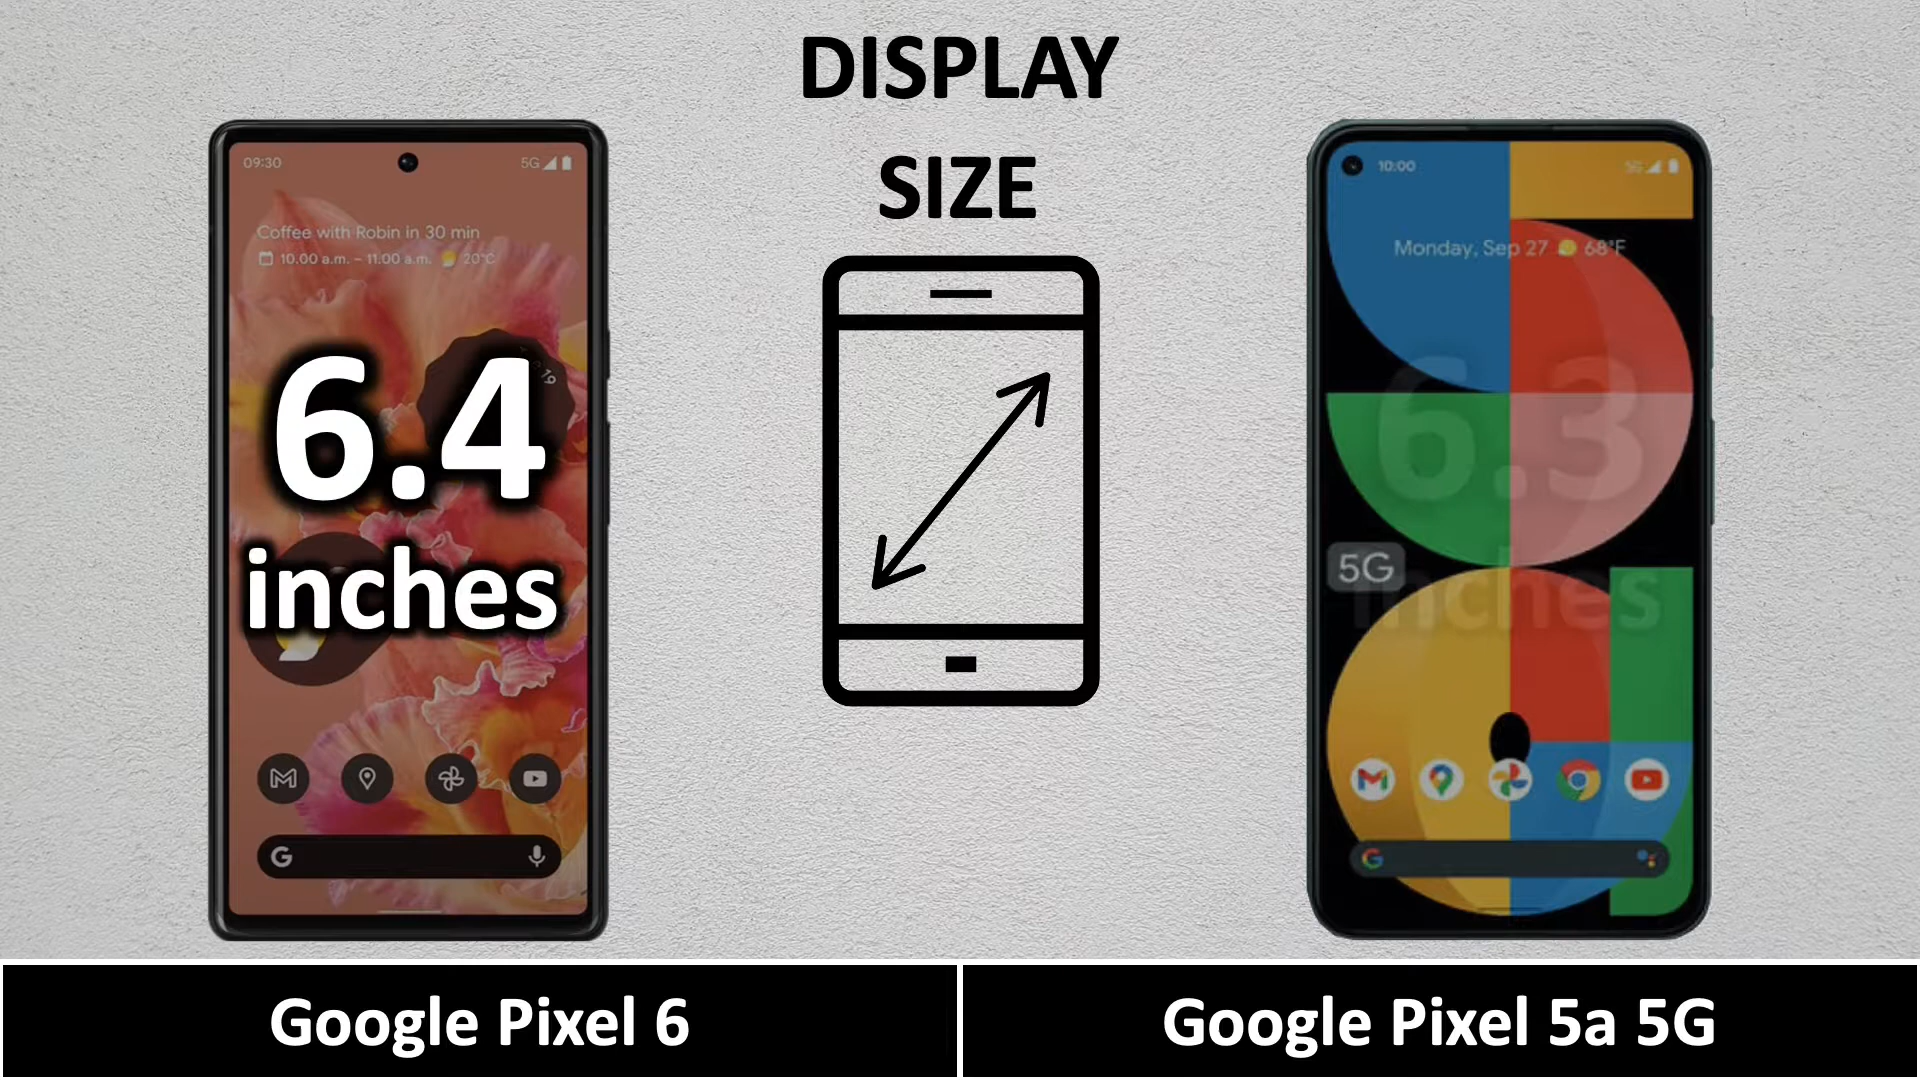 DISPLAY
SIZE
09:30
5G
Coffee with Robin in 30 min
10.00 a.m. – 11:00 a.m. 20°C
6.4
inches
G
10:00
5G
Monday, Sep 27 68°F
6.3
5G
inches
G
Google Pixel 6
Google Pixel 5a 5G